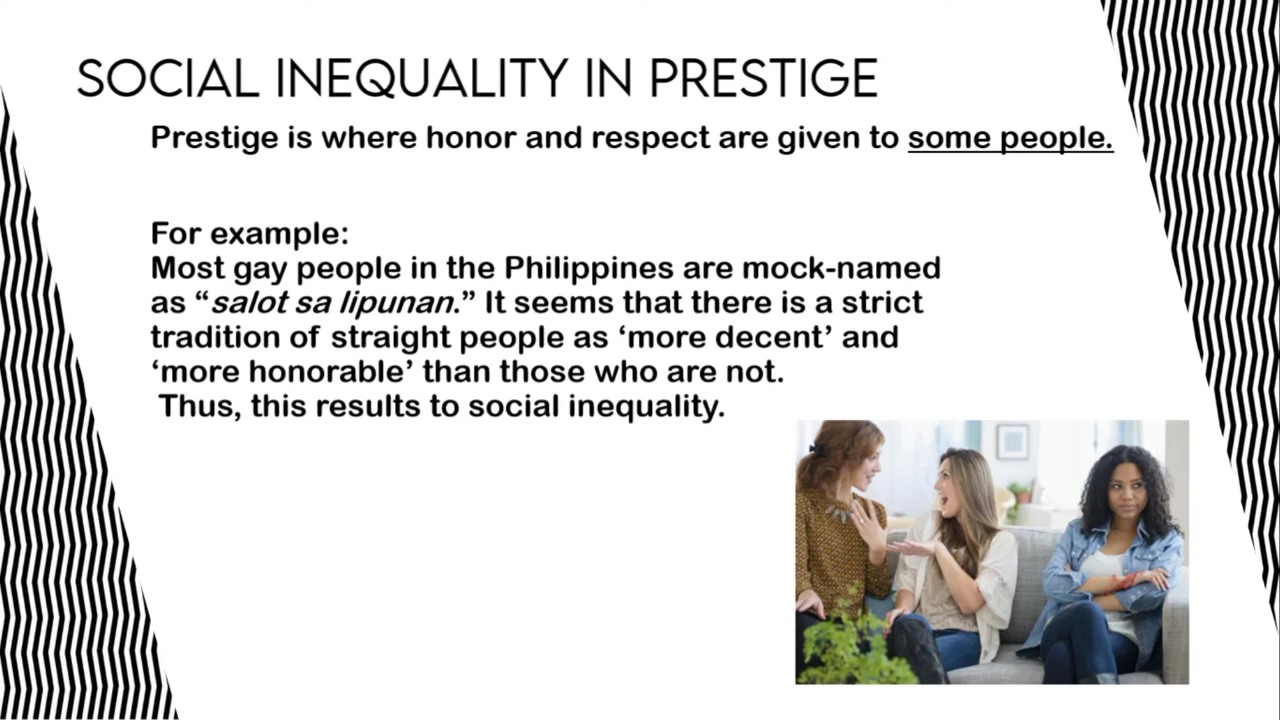 SOCIAL INEQUALITY IN PRESTIGE
Prestige is where honor and respect are given to some people.
For example:
Most gay people in the Philippines are mock-named
as “salot sa lipunan.” It seems that there is a strict
tradition of straight people as ‘more decent’ and
‘more honorable’ than those who are not.
Thus, this results to social inequality.